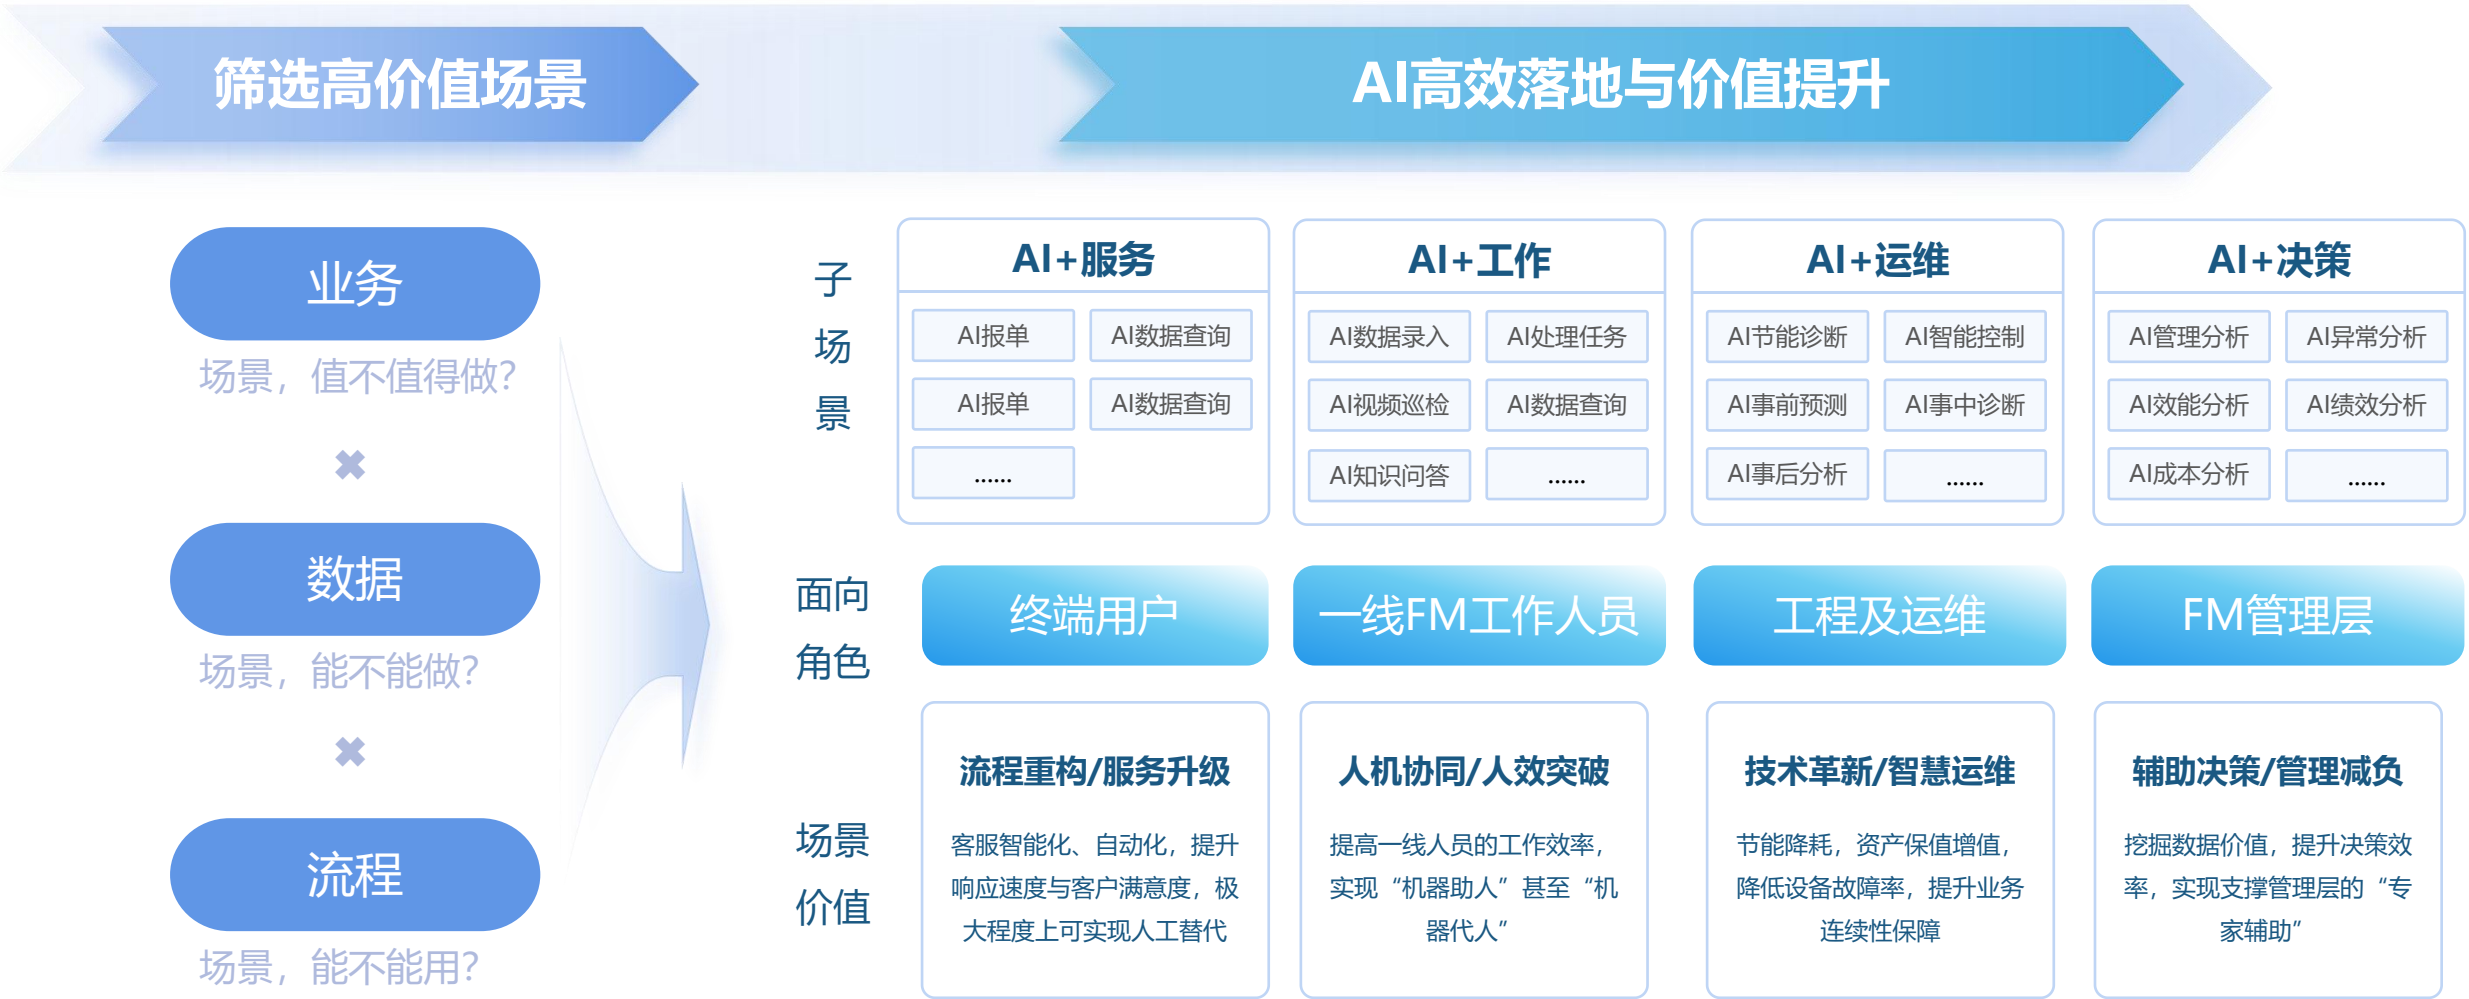 筛选高价值场景
AI高效落地与价值提升
业务
场景，值不值得做?
✖
数据
场景，能不能做?
✖
流程
场景，能不能用?
子
场
景
AI+服务
AI报单 AI数据查询
AI报单 AI数据查询
......
AI+工作
AI数据录入 AI处理任务
AI视频巡检 AI数据查询
AI知识问答 ......
AI+运维
AI节能诊断 AI智能控制
AI事前预测 AI事中诊断
AI事后分析 ......
AI+决策
AI管理分析 AI异常分析
AI效能分析 AI绩效分析
AI成本分析 ......
面向
角色
终端用户
一线FM工作人员
工程及运维
FM管理层
场景
价值
流程重构/服务升级
客服智能化、自动化，提升
响应速度与客户满意度，极
大程度上可实现人工替代
人机协同/人效突破
提高一线人员的工作效率，
实现“机器助人”甚至“机
器代人”
技术革新/智慧运维
节能降耗，资产保值增值，
降低设备故障率，提升业务
连续性保障
辅助决策/管理减负
挖掘数据价值，提升决策效
率，实现支撑管理层的“专
家辅助”